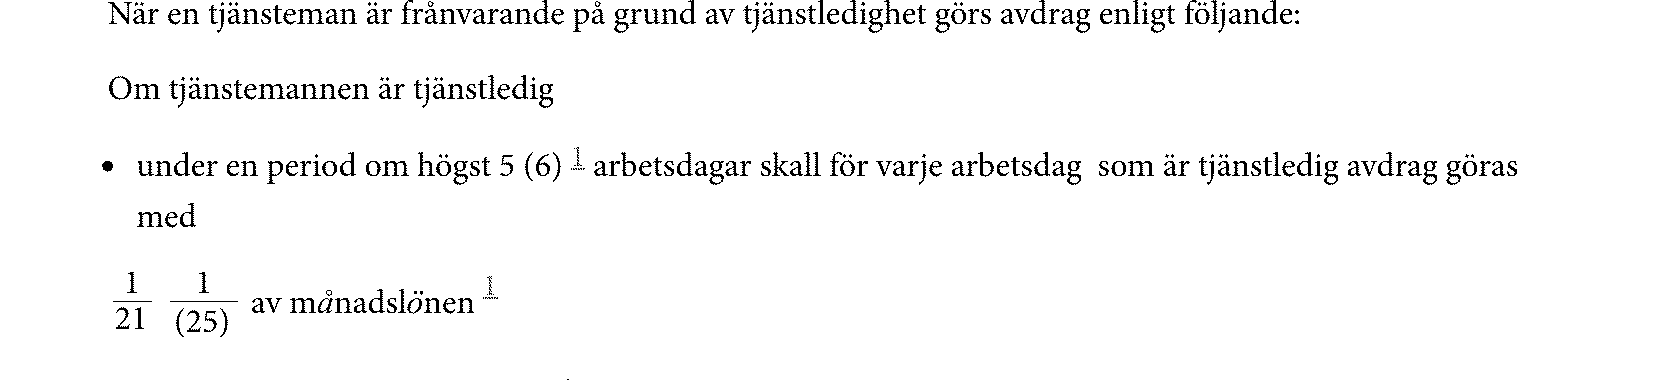 När en tjänsteman är frånvarande på grund av tjänstledighet görs avdrag enligt följande:
Om tjänstemannen är tjänstledig
• under en period om högst 5 (6) 1 arbetsdagar skall för varje arbetsdag som är tjänstledig avdrag göras
med
1/21 1/(25) av månadslönen 1